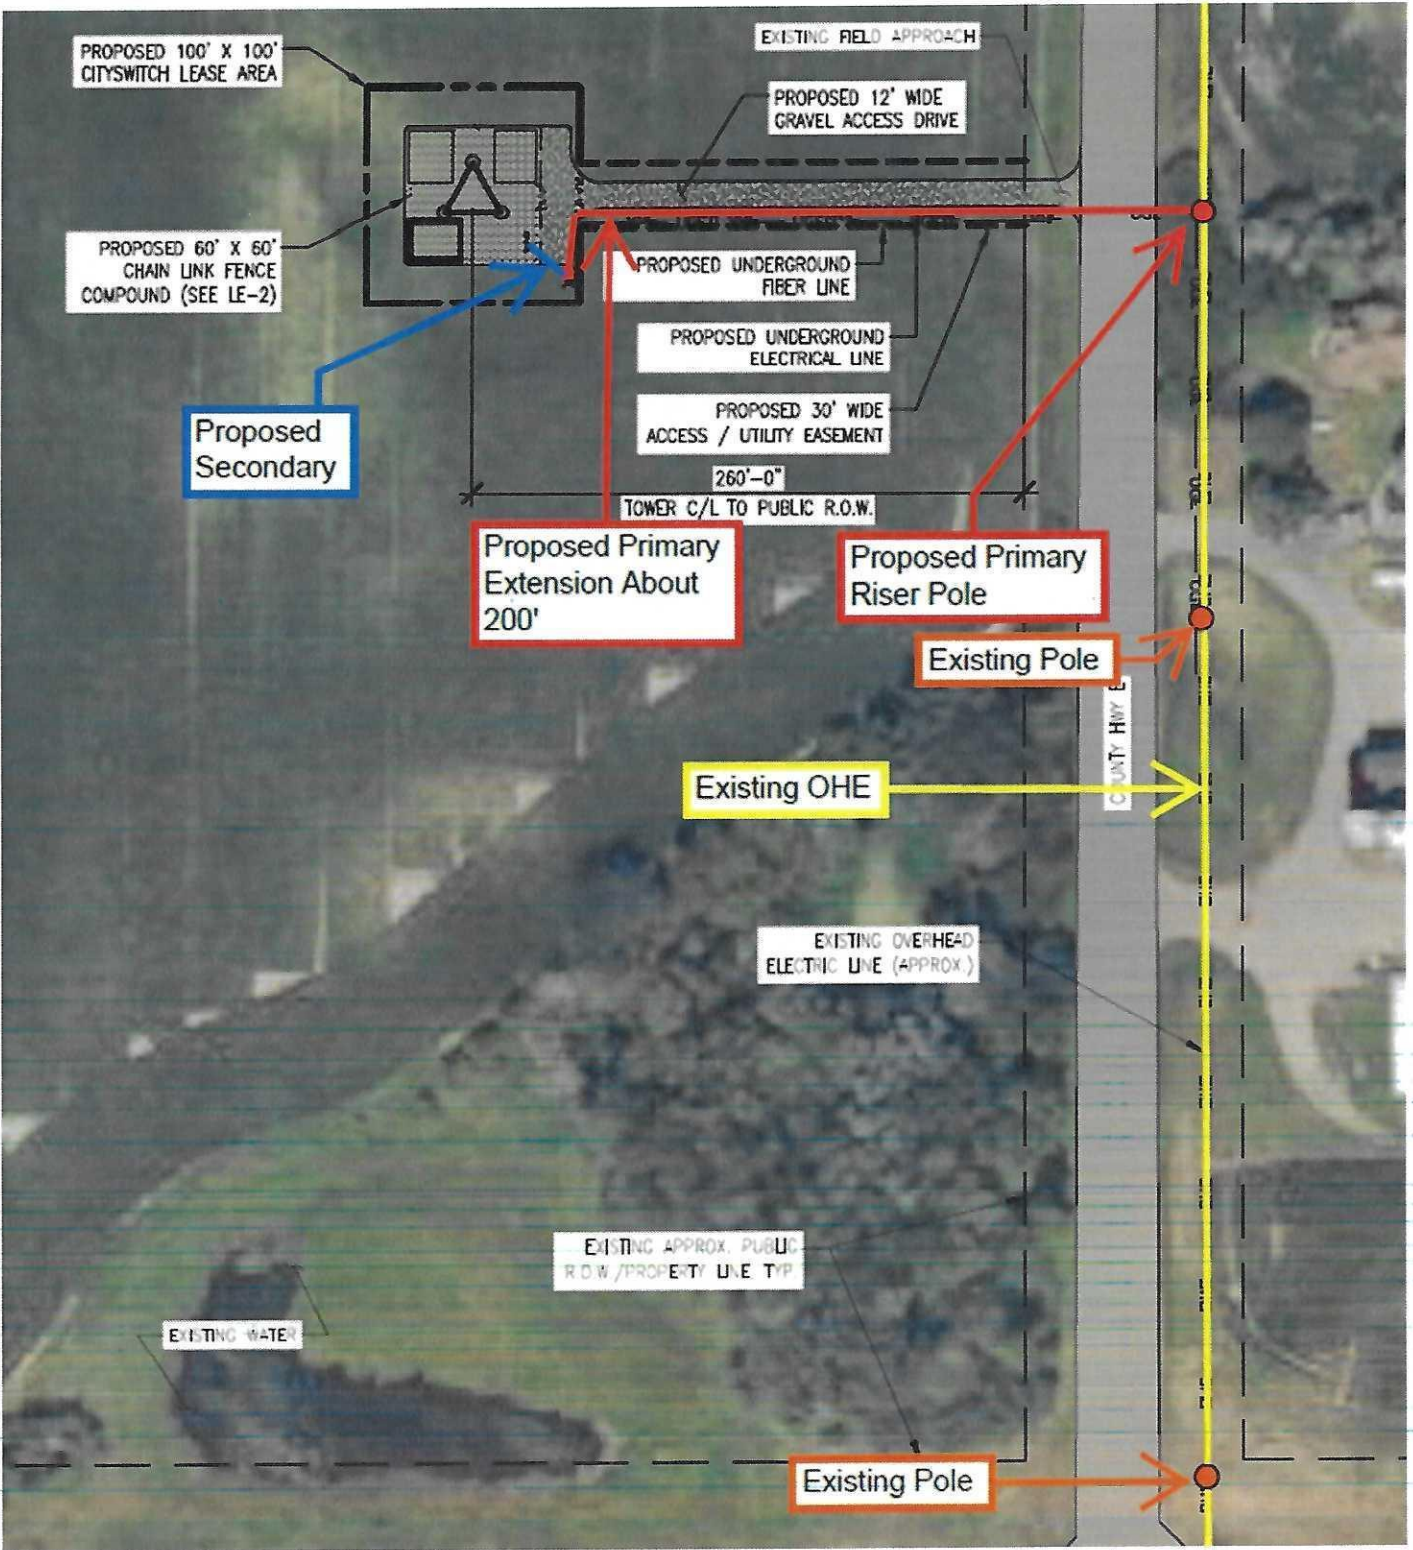 PROPOSED 100' X 100'
CITYSWITCH LEASE AREA
EXISTING FIELD APPROACH
PROPOSED 12' WIDE
GRAVEL ACCESS DRIVE
PROPOSED 60' X 60'
CHAIN LINK FENCE
COMPOUND (SEE LE-2)
PROPOSED UNDERGROUND
FIBER LINE
PROPOSED UNDERGROUND
ELECTRICAL LINE
PROPOSED 30' WIDE
ACCESS / UTILITY EASEMENT
Proposed
Secondary
260'-0"
TOWER C/L TO PUBLIC R.O.W.
Proposed Primary
Extension About
200'
Proposed Primary
Riser Pole
Existing Pole
COUNTY HWY E
Existing OHE
EXISTING OVERHEAD
ELECTRIC LINE (APPROX.)
EXISTING APPROX. PUBLIC
R.O.W./PROPERTY LINE TYP.
EXISTING WATER
Existing Pole